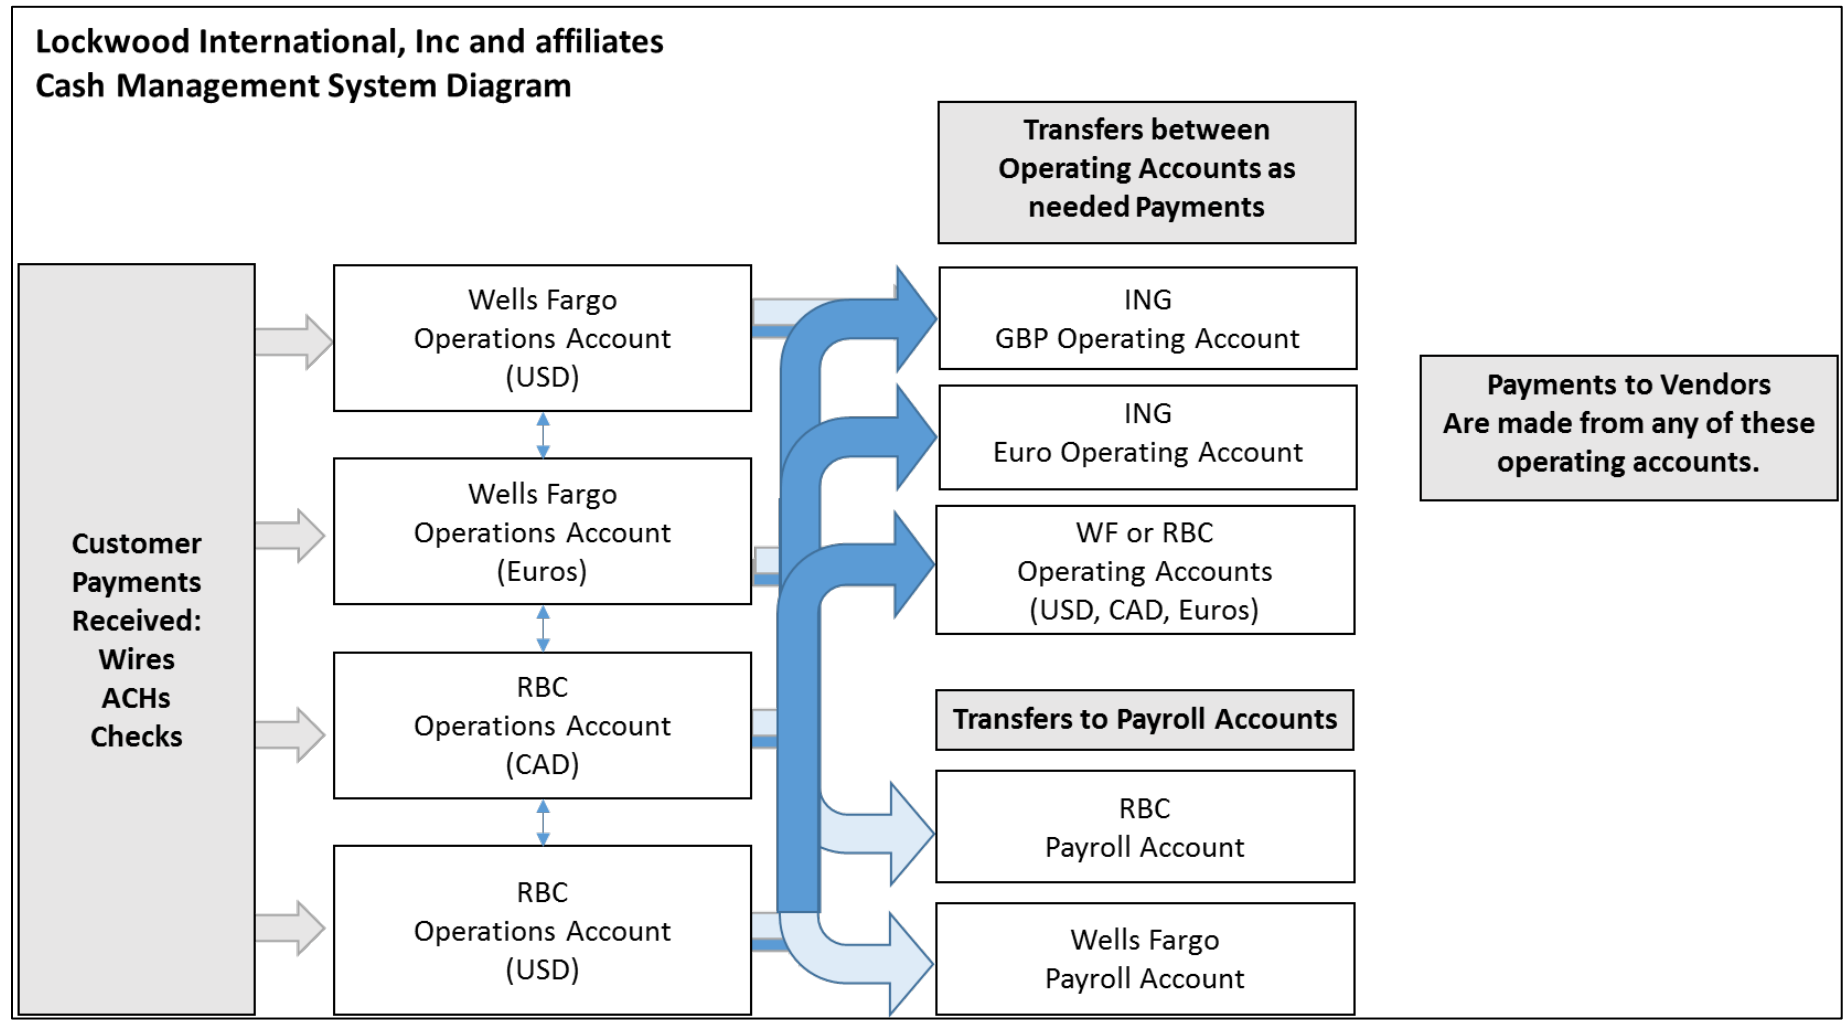 Lockwood International, Inc and affiliates
Cash Management System Diagram
Customer
Payments
Received:
Wires
ACHs
Checks
Wells Fargo
Operations Account
(USD)
Wells Fargo
Operations Account
(Euros)
RBC
Operations Account
(CAD)
RBC
Operations Account
(USD)
Transfers between
Operating Accounts as
needed Payments
ING
GBP Operating Account
ING
Euro Operating Account
WF or RBC
Operating Accounts
(USD, CAD, Euros)
Transfers to Payroll Accounts
RBC
Payroll Account
Wells Fargo
Payroll Account
Payments to Vendors
Are made from any of these
operating accounts.